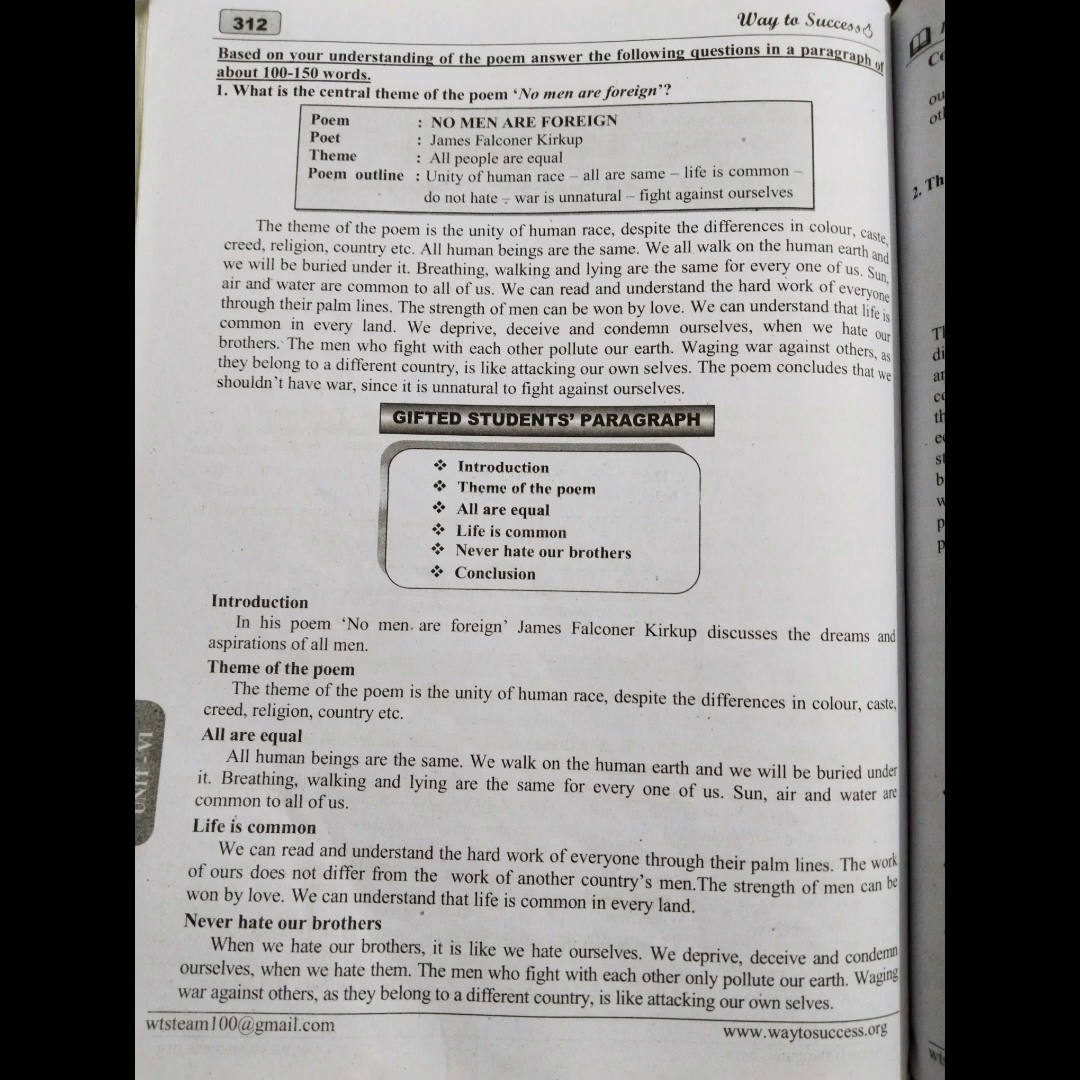 312
Way to Success
Based on your understanding of the poem answer the following questions in a paragraph of
about 100-150 words.
1. What is the central theme of the poem ‘No men are foreign’?
Poem : NO MEN ARE FOREIGN
Poet : James Falconer Kirkup
Theme : All people are equal
Poem outline : Unity of human race – all are same – life is common –
do not hate – war is unnatural – fight against ourselves
The theme of the poem is the unity of human race, despite the differences in colour, caste,
creed, religion, country etc. All human beings are the same. We all walk on the human earth and
we will be buried under it. Breathing, walking and lying are the same for every one of us. Sun,
air and water are common to all of us. We can read and understand the hard work of everyone
through their palm lines. The strength of men can be won by love. We can understand that life is
common in every land. We deprive, deceive and condemn ourselves, when we hate our
brothers. The men who fight with each other pollute our earth. Waging war against others, as
they belong to a different country, is like attacking our own selves. The poem concludes that we
shouldn’t have war, since it is unnatural to fight against ourselves.
GIFTED STUDENTS’ PARAGRAPH
❖ Introduction
❖ Theme of the poem
❖ All are equal
❖ Life is common
❖ Never hate our brothers
❖ Conclusion
Introduction
In his poem ‘No men are foreign’ James Falconer Kirkup discusses the dreams and
aspirations of all men.
Theme of the poem
The theme of the poem is the unity of human race, despite the differences in colour, caste,
creed, religion, country etc.
All are equal
All human beings are the same. We walk on the human earth and we will be buried under
it. Breathing, walking and lying are the same for every one of us. Sun, air and water are
common to all of us.
Life is common
We can read and understand the hard work of everyone through their palm lines. The work
of ours does not differ from the work of another country’s men.The strength of men can be
won by love. We can understand that life is common in every land.
Never hate our brothers
When we hate our brothers, it is like we hate ourselves. We deprive, deceive and condemn
ourselves, when we hate them. The men who fight with each other only pollute our earth. Waging
war against others, as they belong to a different country, is like attacking our own selves.
UNIT -VI
wtsteam100@gmail.com
www.waytosuccess.org
2. Th